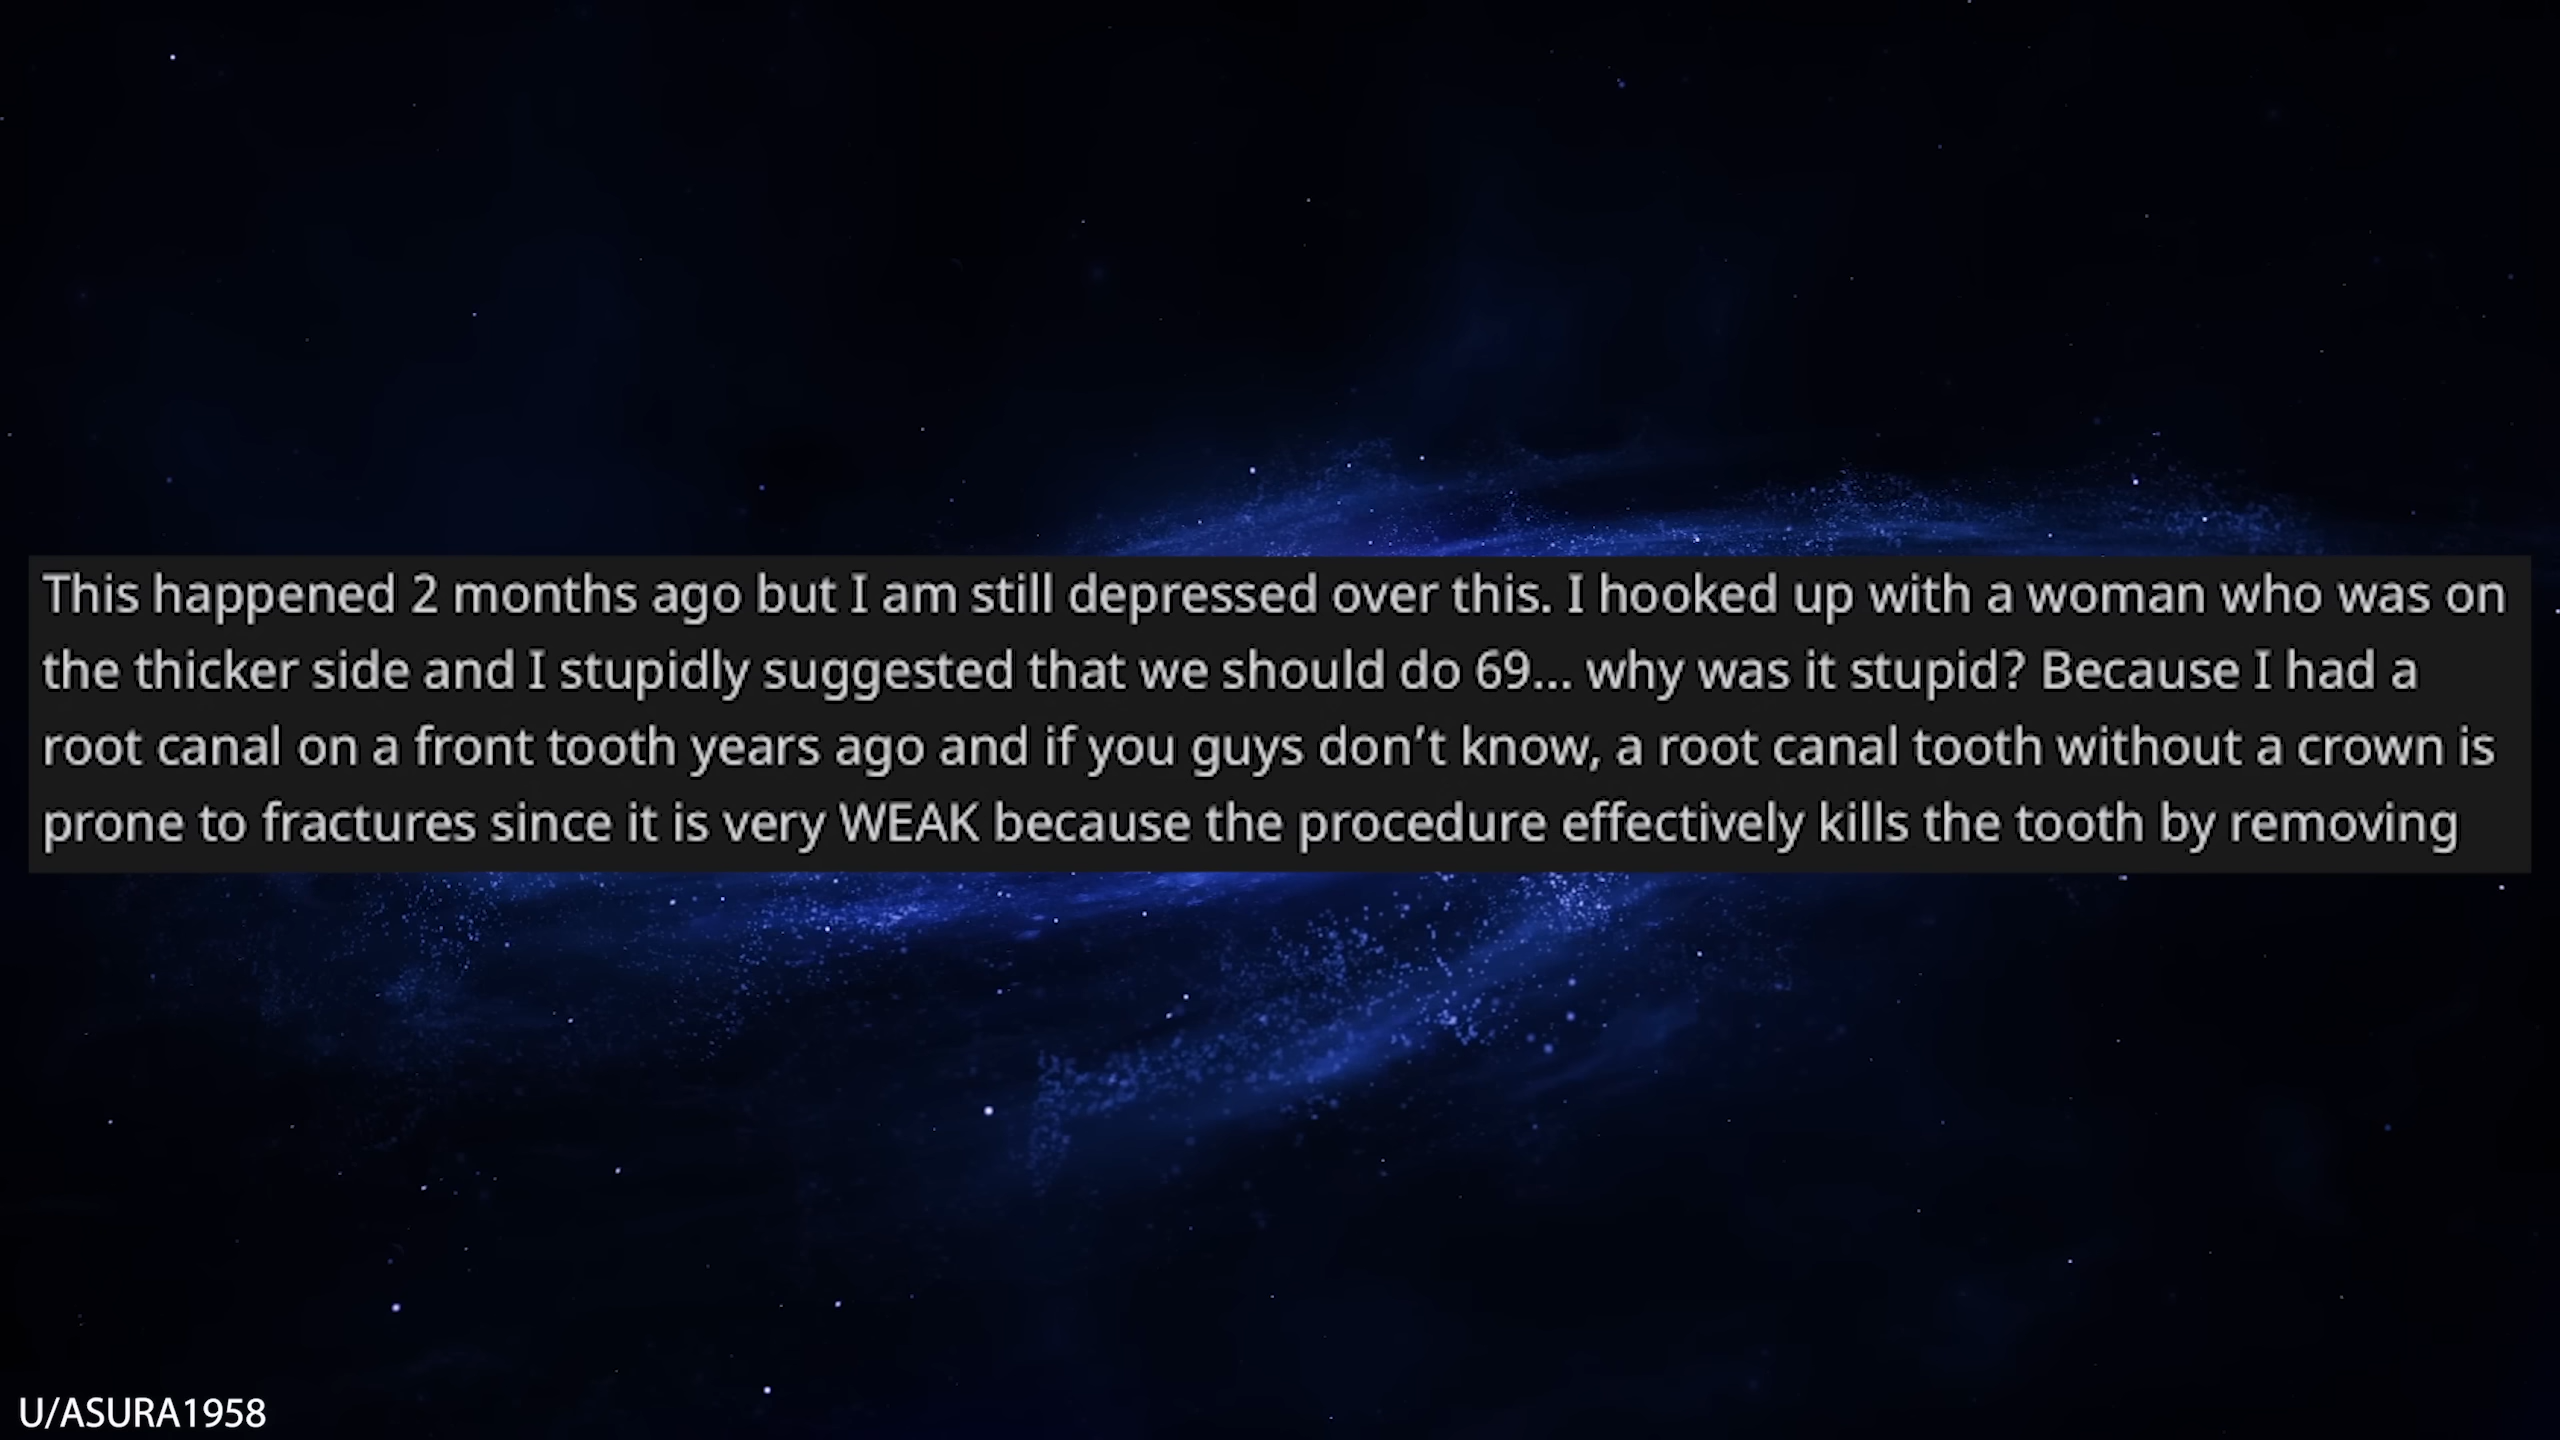 This happened 2 months ago but I am still depressed over this. I hooked up with a woman who was on
the thicker side and I stupidly suggested that we should do 69... why was it stupid? Because I had a
root canal on a front tooth years ago and if you guys don’t know, a root canal tooth without a crown is
prone to fractures since it is very WEAK because the procedure effectively kills the tooth by removing
U/ASURA1958